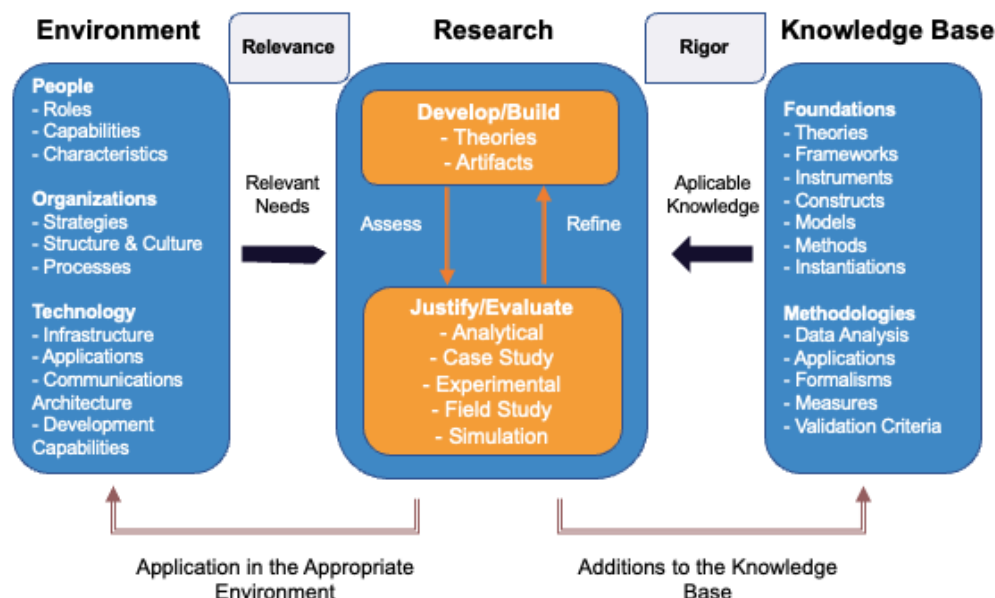 Environment
Relevance
Research
Rigor
Knowledge Base
People
- Roles
- Capabilities
- Characteristics
Organizations
- Strategies
- Structure & Culture
- Processes
Technology
- Infrastructure
- Applications
- Communications
Architecture
- Development
Capabilities
Relevant
Needs
Develop/Build
- Theories
- Artifacts
Assess
Refine
Justify/Evaluate
- Analytical
- Case Study
- Experimental
- Field Study
- Simulation
Aplicable
Knowledge
Foundations
- Theories
- Frameworks
- Instruments
- Constructs
- Models
- Methods
- Instantiations
Methodologies
- Data Analysis
- Applications
- Formalisms
- Measures
- Validation Criteria
Application in the Appropriate
Environment
Additions to the Knowledge
Base